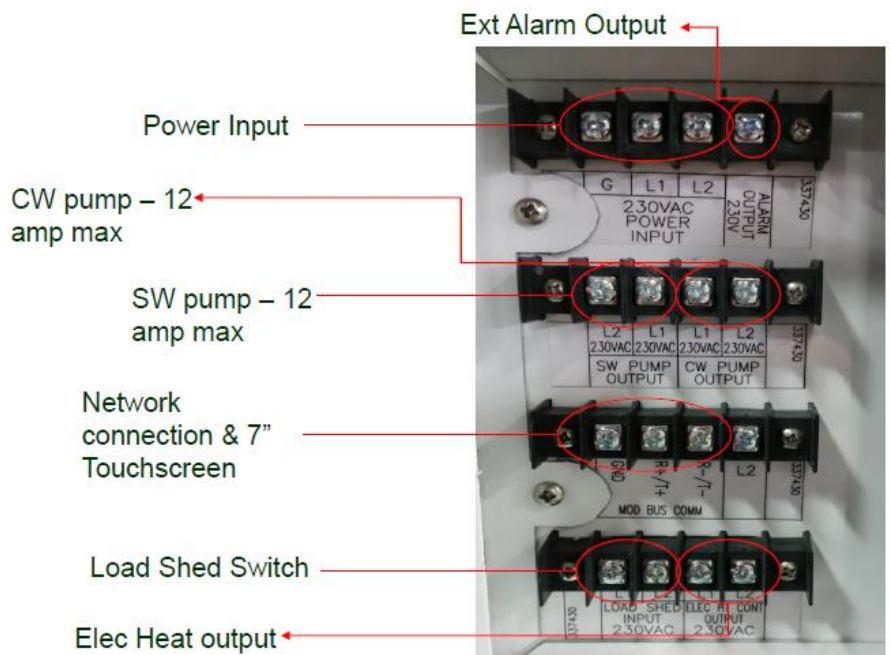 Ext Alarm Output
Power Input
G L1 L2
230VAC
POWER
INPUT
ALARM
OUTPUT
230V
337430
CW pump – 12
amp max
SW pump – 12
amp max
L2 L1 L1 L2
230VAC 230VAC 230VAC 230VAC
SW PUMP CW PUMP
OUTPUT OUTPUT
337430
Network
connection & 7”
Touchscreen
GND R+/T+ R-/T- L2
MOD BUS COMM
337430
Load Shed Switch
L2 L1 L2
LOAD SHED ELEC HT CONT
INPUT OUTPUT
230VAC 230VAC
337430
Elec Heat output